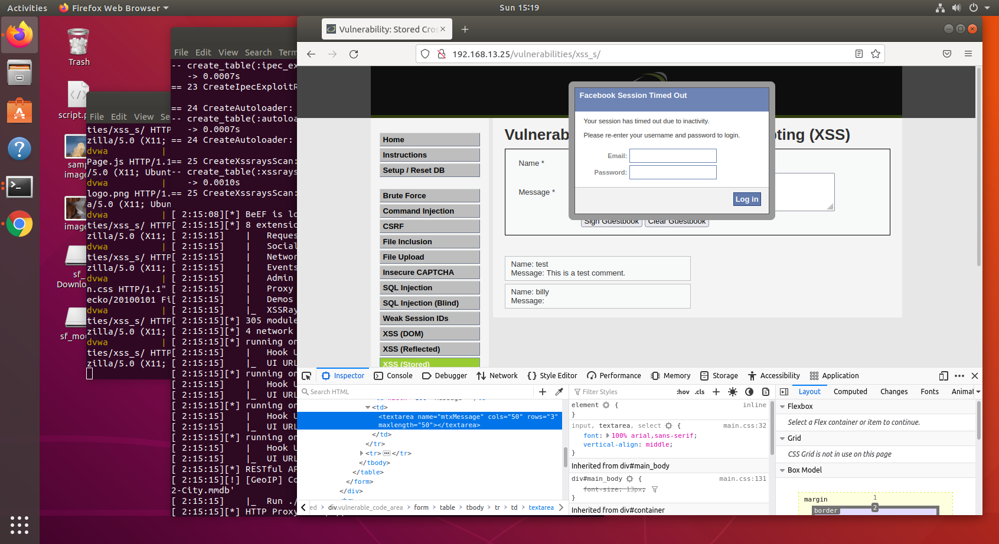 Activities
Firefox Web Browser
Sun 15:19
Trash
script.p
samp
image
image
sf_
Downlo
sf_mou
File Edit View Se
ties/xss_s/ HTTP
zilla/5.0 (X11;
dvwa |
Page.js HTTP/1.1
/5.0 (X11; Ubunt
dvwa |
logo.png HTTP/1.
a/5.0 (X11; Ubun
dvwa |
ties/xss_s/ HTTP
zilla/5.0 (X11;
dvwa |
ties/xss_s/ HTTP
zilla/5.0 (X11;
dvwa |
n.css HTTP/1.1"
ecko/20100101 Fi
dvwa |
ties/xss_s/ HTTP
zilla/5.0 (X11;
dvwa |
ties/xss_s/ HTTP
zilla/5.0 (X11;
File Edit View Search Term
-- create_table(:ipec_ex
-> 0.0007s
== 23 CreateIpecExploitR
== 24 CreateAutoloader:
-- create_table(:autoloa
-> 0.0007s
== 24 CreateAutoloader:
== 25 CreateXssraysScan:
-- create_table(:xssrays
-> 0.0010s
== 25 CreateXssraysScan:
[ 2:15:08][*] BeEF is lo
[ 2:15:15][*] 8 extensio
[ 2:15:15] | Reques
[ 2:15:15] | Social
[ 2:15:15] | Networ
[ 2:15:15] | Events
[ 2:15:15] | Admin
[ 2:15:15] | Proxy
[ 2:15:15] | Demos
[ 2:15:15] |_ XSSRay
[ 2:15:15][*] 305 module
[ 2:15:15][*] 4 network
[ 2:15:15][*] running on
[ 2:15:15] | Hook U
[ 2:15:15] |_ UI URL
[ 2:15:15][*] running on
[ 2:15:15] | Hook U
[ 2:15:15] |_ UI URL
[ 2:15:15][*] running on
[ 2:15:15] | Hook U
[ 2:15:15] |_ UI URL
[ 2:15:15][*] running on
[ 2:15:15] | Hook U
[ 2:15:15] |_ UI URL
[ 2:15:15][*] RESTful AP
[ 2:15:15][!] [GeoIP] Co
2-City.mmdb'
[ 2:15:15] |_ Run ./
[ 2:15:15][*] HTTP Proxy
Vulnerability: Stored Cros
192.168.13.25/vulnerabilities/xss_s/
Home
Instructions
Setup / Reset DB
Brute Force
Command Injection
CSRF
File Inclusion
File Upload
Insecure CAPTCHA
SQL Injection
SQL Injection (Blind)
Weak Session IDs
XSS (DOM)
XSS (Reflected)
XSS (Stored)
Vulnerab
pting (XSS)
Name *
Message *
Sign Guestbook
Clear Guestbook
Facebook Session Timed Out
Your session has timed out due to inactivity.
Please re-enter your username and password to login.
Email:
Password:
Log in
Name: test
Message: This is a test comment.
Name: billy
Message:
Inspector Console Debugger Network Style Editor Performance Memory Storage Accessibility Application
Search HTML
<td>
<textarea name="mtxMessage" cols="50" rows="3"
maxlength="50"></textarea>
</td>
</tr>
<tr> </tr>
</tbody>
</table>
</form>
</div>
ed > div.vulnerable_code_area > form > table > tbody > tr > td > textarea
Filter Styles
:hov .cls
element { inline
}
input, textarea, select { main.css:32
font: 100% arial,sans-serif;
vertical-align: middle;
}
Inherited from div#main_body
div#main_body { main.css:131
font-size: 13px;
}
Inherited from div#container
Layout Computed Changes Fonts Animat
Flexbox
Select a Flex container or item to continue.
Grid
CSS Grid is not in use on this page
Box Model
margin 1
border 2